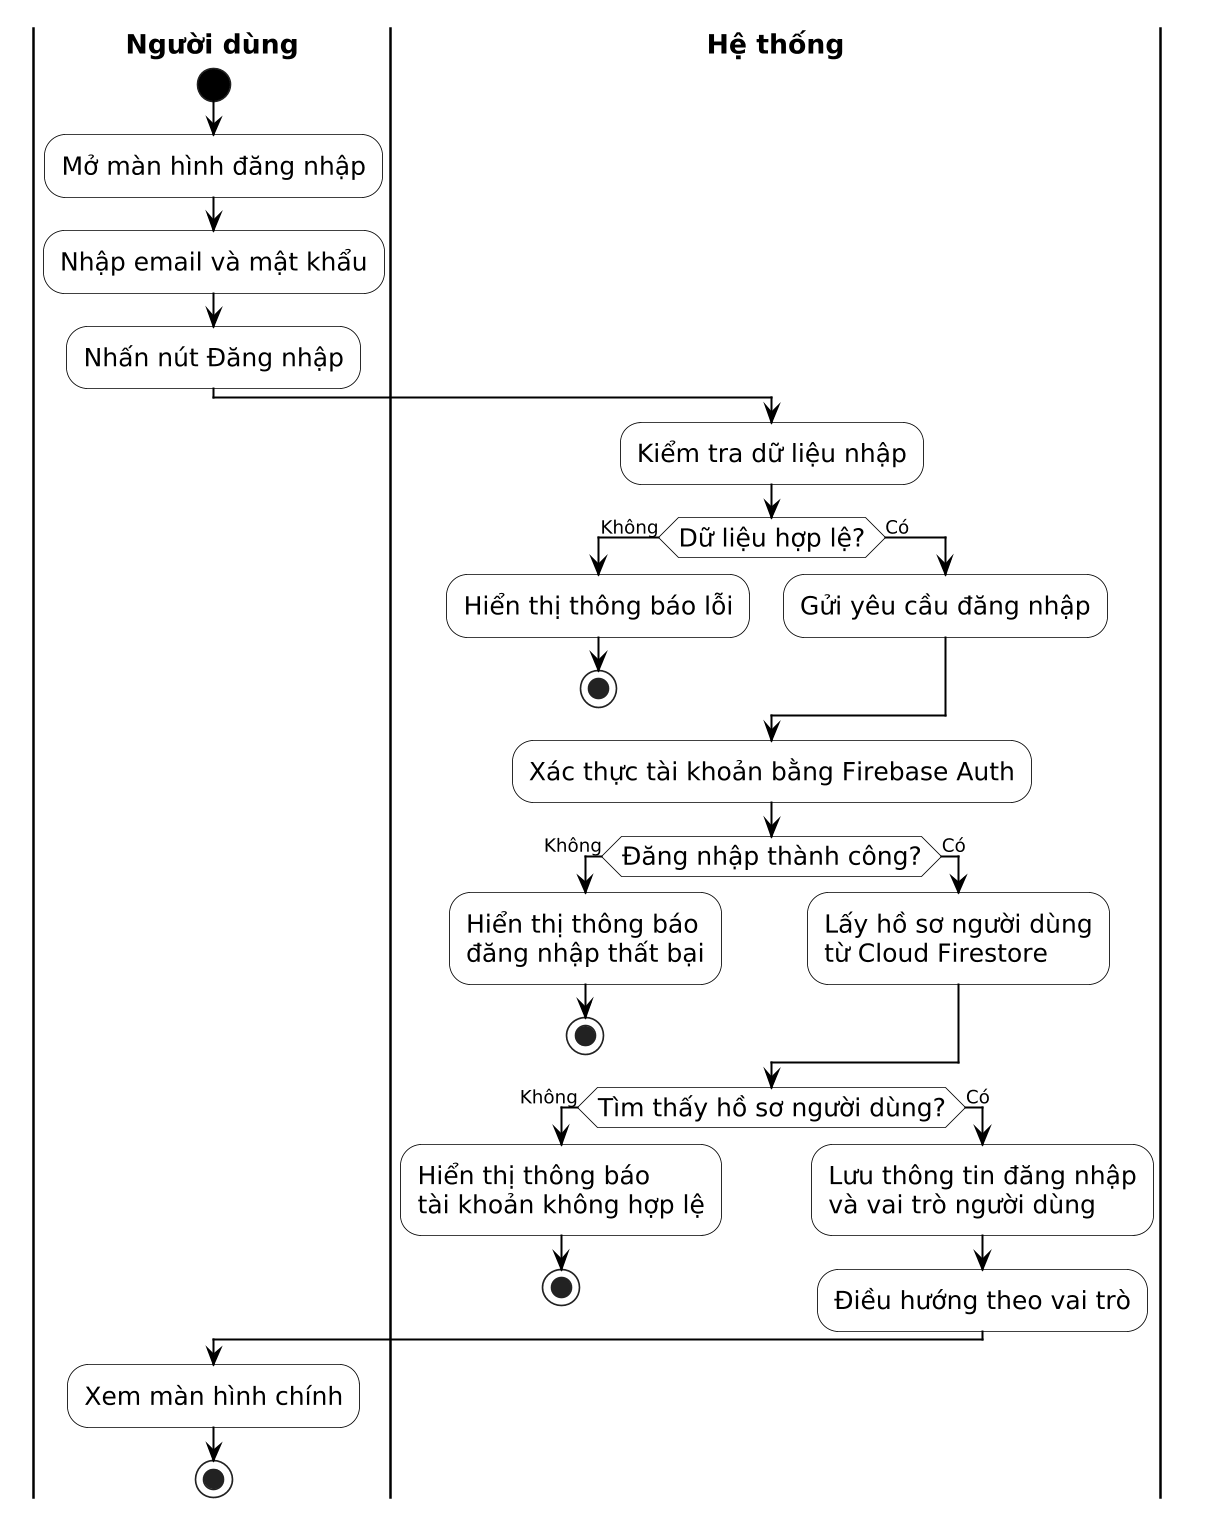 Người dùng
Hệ thống
Mở màn hình đăng nhập
Nhập email và mật khẩu
Nhấn nút Đăng nhập
Kiểm tra dữ liệu nhập
Không
Dữ liệu hợp lệ?
Có
Hiển thị thông báo lỗi
Gửi yêu cầu đăng nhập
Xác thực tài khoản bằng Firebase Auth
Không
Đăng nhập thành công?
Có
Hiển thị thông báo
đăng nhập thất bại
Lấy hồ sơ người dùng
từ Cloud Firestore
Không
Tìm thấy hồ sơ người dùng?
Có
Hiển thị thông báo
tài khoản không hợp lệ
Lưu thông tin đăng nhập
và vai trò người dùng
Điều hướng theo vai trò
Xem màn hình chính